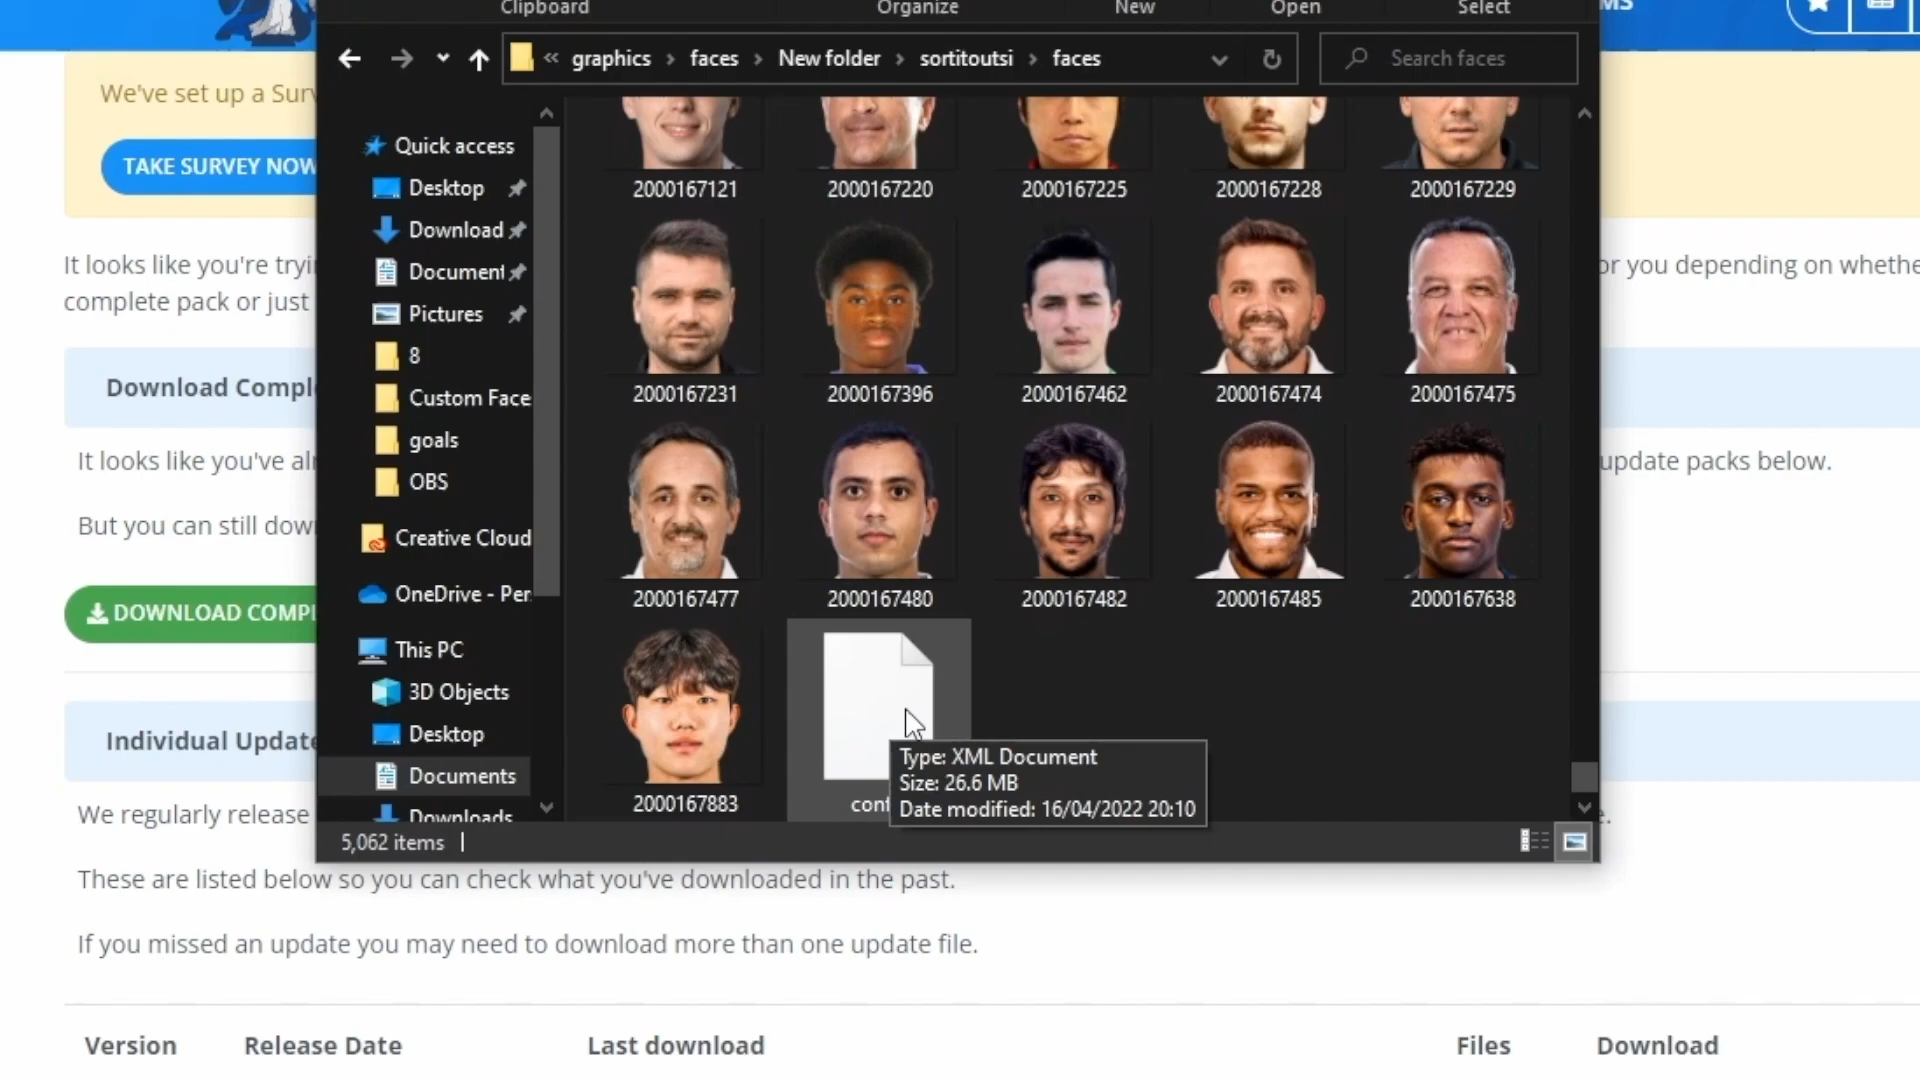 Clipboard
Organize
New
Open
Select
« graphics > faces > New folder > sortitoutsi > faces
Search faces
We've set up a Surv
TAKE SURVEY NOW
It looks like you're tryi
or you depending on whethe
complete pack or just
Download Comple
It looks like you've alr
update packs below.
But you can still dow
DOWNLOAD COMPL
Individual Update
We regularly release
These are listed below so you can check what you've downloaded in the past.
If you missed an update you may need to download more than one update file.
Version
Release Date
Last download
Files
Download
Quick access
Desktop
Download
Document
Pictures
8
Custom Face
goals
OBS
Creative Cloud
OneDrive - Per
This PC
3D Objects
Desktop
Documents
Downloads
2000167121
2000167220
2000167225
2000167228
2000167229
2000167231
2000167396
2000167462
2000167474
2000167475
2000167477
2000167480
2000167482
2000167485
2000167638
2000167883
conf
Type: XML Document
Size: 26.6 MB
Date modified: 16/04/2022 20:10
5,062 items